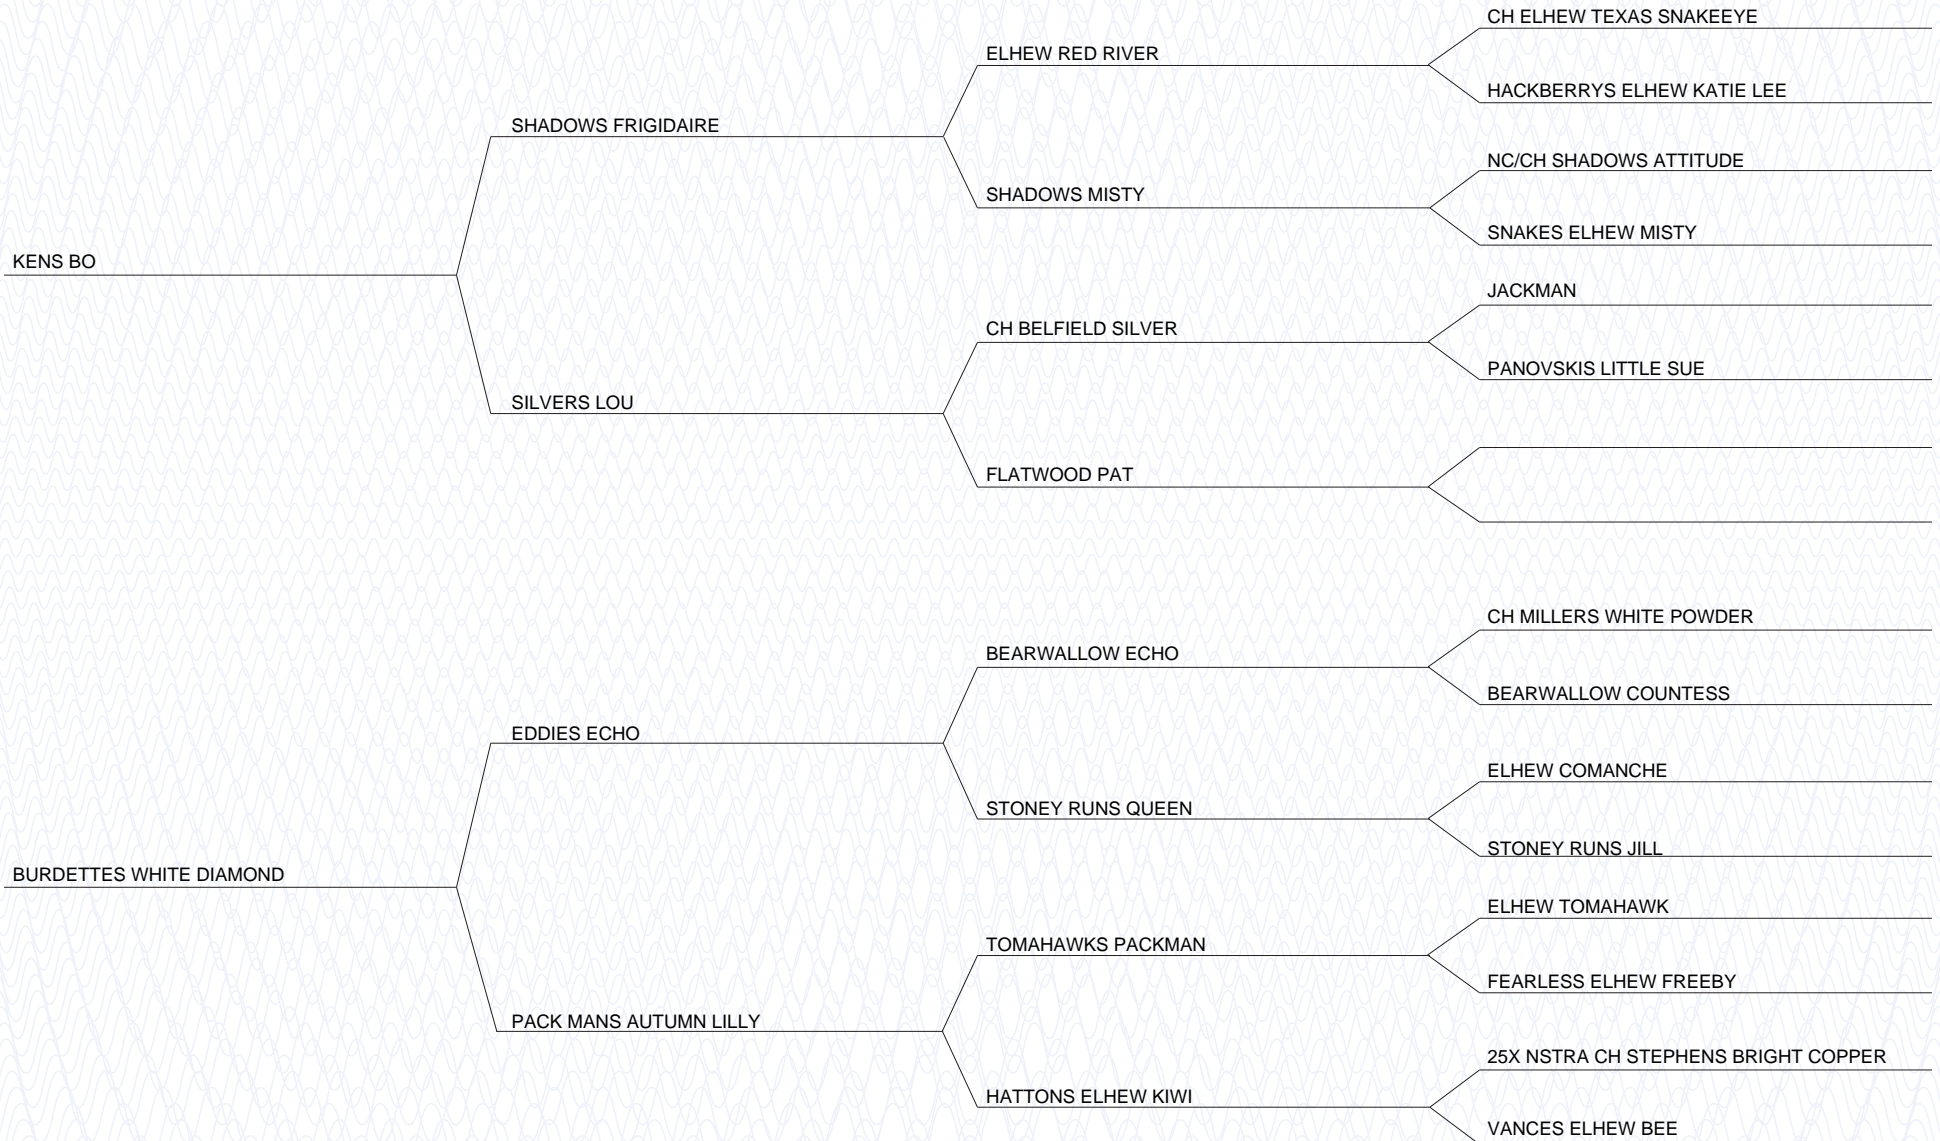 CH ELHEW TEXAS SNAKEEYE
ELHEW RED RIVER
HACKBERRYS ELHEW KATIE LEE
SHADOWS FRIGIDAIRE
NC/CH SHADOWS ATTITUDE
SHADOWS MISTY
SNAKES ELHEW MISTY
KENS BO
JACKMAN
CH BELFIELD SILVER
PANOVSKIS LITTLE SUE
SILVERS LOU
FLATWOOD PAT
CH MILLERS WHITE POWDER
BEARWALLOW ECHO
BEARWALLOW COUNTESS
EDDIES ECHO
ELHEW COMANCHE
STONEY RUNS QUEEN
STONEY RUNS JILL
BURDETTES WHITE DIAMOND
ELHEW TOMAHAWK
TOMAHAWKS PACKMAN
FEARLESS ELHEW FREEBY
PACK MANS AUTUMN LILLY
25X NSTRA CH STEPHENS BRIGHT COPPER
HATTONS ELHEW KIWI
VANCES ELHEW BEE